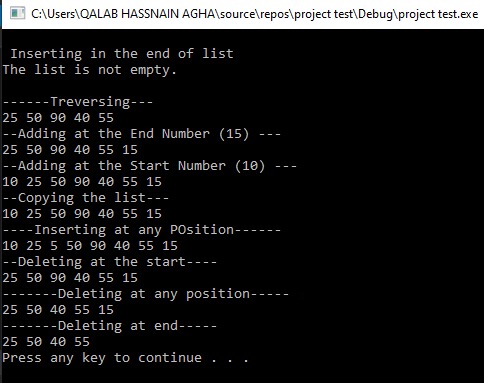 C:\Users\QALAB HASSNAIN AGHA\source\repos\project test\Debug\project test.exe
Inserting in the end of list
The list is not empty.
------Treversing---
25 50 90 40 55
--Adding at the End Number (15) ---
25 50 90 40 55 15
--Adding at the Start Number (10) ---
10 25 50 90 40 55 15
--Copying the list---
10 25 50 90 40 55 15
----Inserting at any POsition------
10 25 5 50 90 40 55 15
--Deleting at the start----
25 50 90 40 55 15
-------Deleting at any position-----
25 50 40 55 15
-------Deleting at end-----
25 50 40 55
Press any key to continue . . .